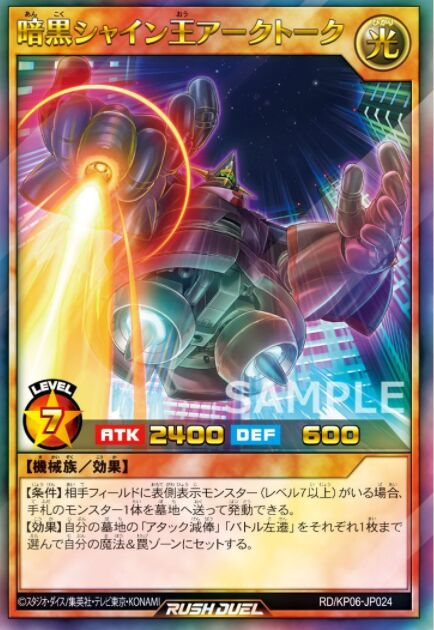 暗黒シャイン王アークトーク
光
LEVEL
7
ATK 2400 DEF 600
SAMPLE
【機械族/効果】
【条件】相手フィールドに表側表示モンスター(レベル7以上)がいる場合、
手札のモンスター1体を墓地へ送って発動できる。
【効果】自分の墓地の「アタック減俸」「バトル左遷」をそれぞれ1枚まで
選んで自分の魔法&罠ゾーンにセットする。
©スタジオ・ダイス/集英社・テレビ東京・KONAMI
RUSH DUEL
RD/KP06-JP024